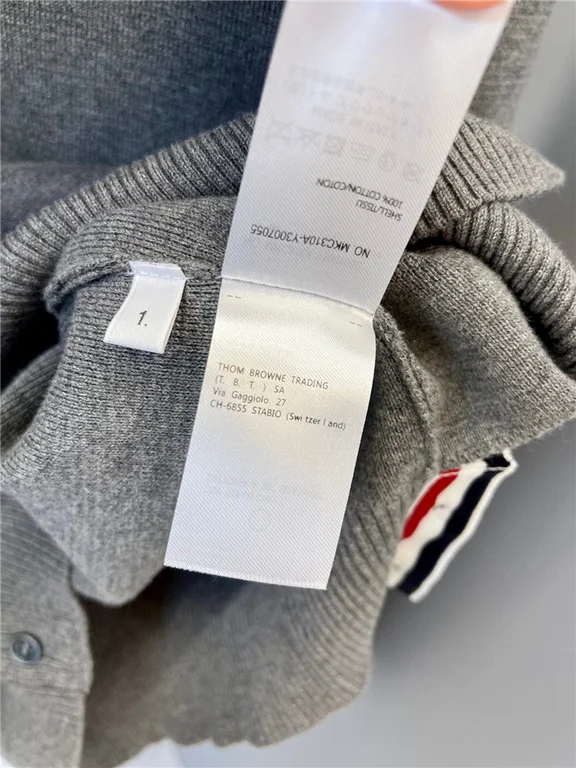 SHELL/TISSU
100% COTTON/COTON
NO MKC310A-Y3007055
1.
THOM BROWNE TRADING
(T. B. T. ) SA
Via Gaggiolo 27
CH-6855 STABIO (Switzerland)